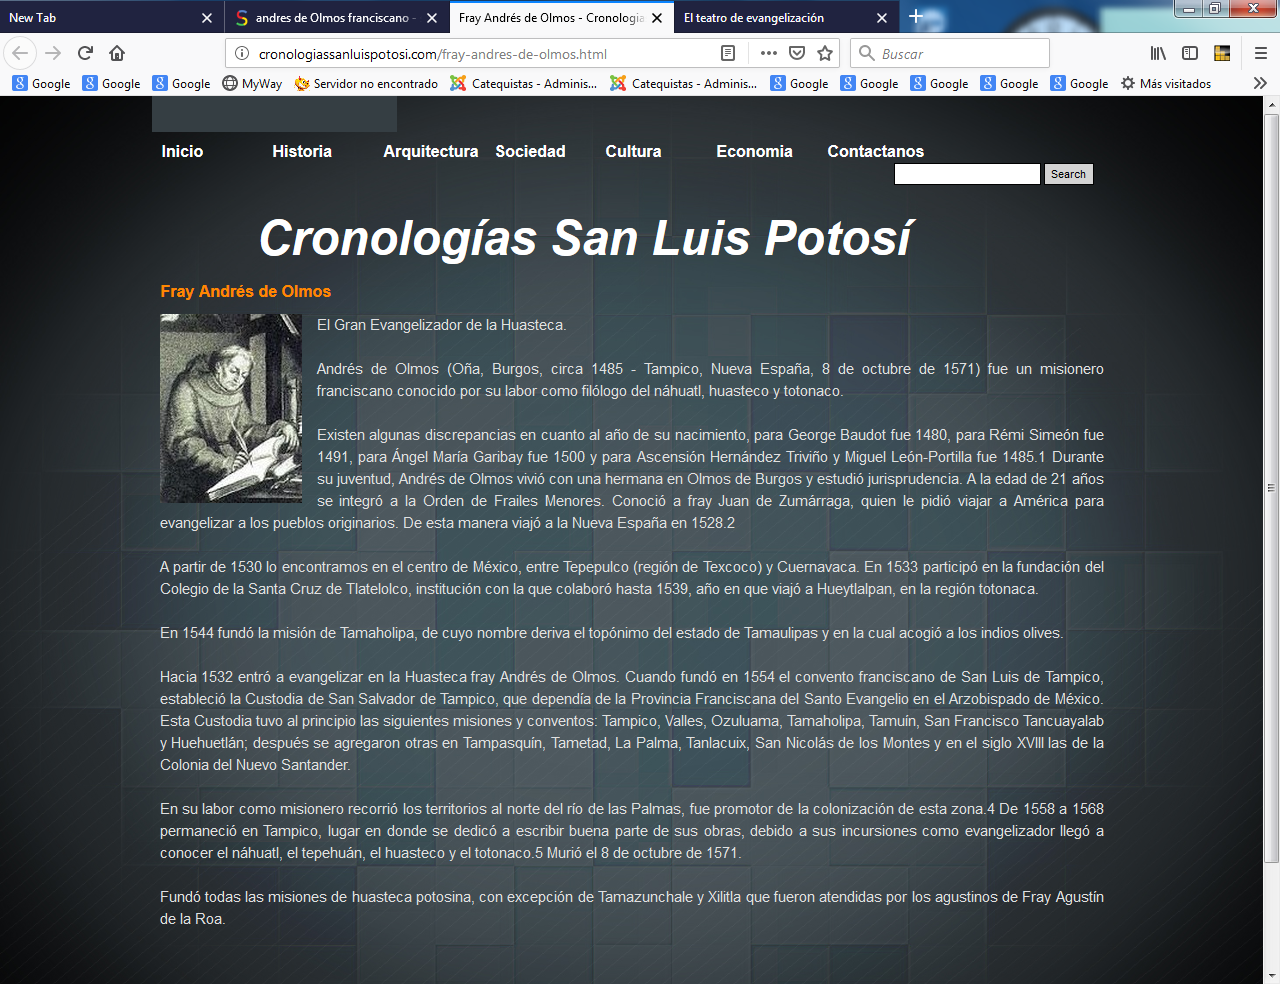 New Tab
andres de Olmos franciscano -
Fray Andrés de Olmos - Cronologia
El teatro de evangelización
cronologiassanluispotosi.com/fray-andres-de-olmos.html
Buscar
Google Google Google MyWay Servidor no encontrado Catequistas - Adminis... Catequistas - Adminis... Google Google Google Google Google Más visitados
Inicio Historia Arquitectura Sociedad Cultura Economia Contactanos
Search
Cronologías San Luis Potosí
Fray Andrés de Olmos
El Gran Evangelizador de la Huasteca.
Andrés de Olmos (Oña, Burgos, circa 1485 - Tampico, Nueva España, 8 de octubre de 1571) fue un misionero
franciscano conocido por su labor como filólogo del náhuatl, huasteco y totonaco.
Existen algunas discrepancias en cuanto al año de su nacimiento, para George Baudot fue 1480, para Rémi Simeón fue
1491, para Ángel María Garibay fue 1500 y para Ascensión Hernández Triviño y Miguel León-Portilla fue 1485.1 Durante
su juventud, Andrés de Olmos vivió con una hermana en Olmos de Burgos y estudió jurisprudencia. A la edad de 21 años
se integró a la Orden de Frailes Menores. Conoció a fray Juan de Zumárraga, quien le pidió viajar a América para
evangelizar a los pueblos originarios. De esta manera viajó a la Nueva España en 1528.2
A partir de 1530 lo encontramos en el centro de México, entre Tepepulco (región de Texcoco) y Cuernavaca. En 1533 participó en la fundación del
Colegio de la Santa Cruz de Tlatelolco, institución con la que colaboró hasta 1539, año en que viajó a Hueytlalpan, en la región totonaca.
En 1544 fundó la misión de Tamaholipa, de cuyo nombre deriva el topónimo del estado de Tamaulipas y en la cual acogió a los indios olives.
Hacia 1532 entró a evangelizar en la Huasteca fray Andrés de Olmos. Cuando fundó en 1554 el convento franciscano de San Luis de Tampico,
estableció la Custodia de San Salvador de Tampico, que dependía de la Provincia Franciscana del Santo Evangelio en el Arzobispado de México.
Esta Custodia tuvo al principio las siguientes misiones y conventos: Tampico, Valles, Ozuluama, Tamaholipa, Tamuín, San Francisco Tancuayalab
y Huehuetlán; después se agregaron otras en Tampasquín, Tametad, La Palma, Tanlacuix, San Nicolás de los Montes y en el siglo XVIII las de la
Colonia del Nuevo Santander.
En su labor como misionero recorrió los territorios al norte del río de las Palmas, fue promotor de la colonización de esta zona.4 De 1558 a 1568
permaneció en Tampico, lugar en donde se dedicó a escribir buena parte de sus obras, debido a sus incursiones como evangelizador llegó a
conocer el náhuatl, el tepehuán, el huasteco y el totonaco.5 Murió el 8 de octubre de 1571.
Fundó todas las misiones de huasteca potosina, con excepción de Tamazunchale y Xilitla que fueron atendidas por los agustinos de Fray Agustín
de la Roa.